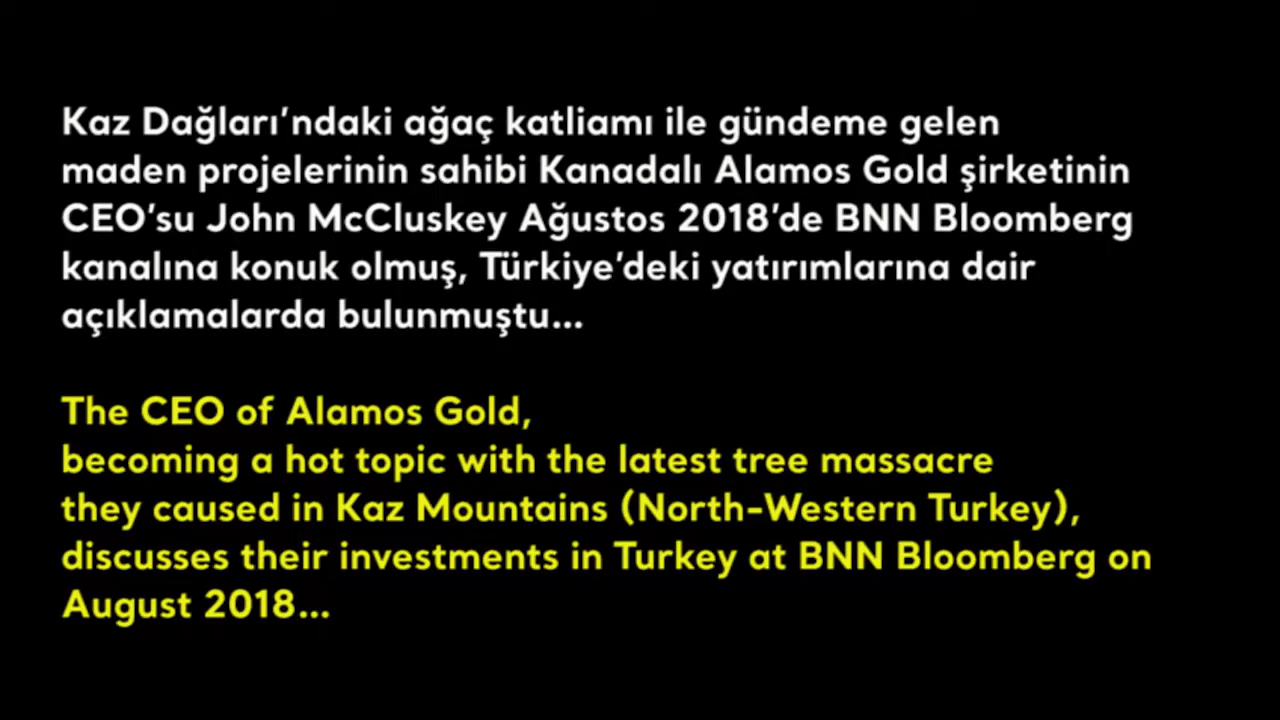 Kaz Dağları'ndaki ağaç katliamı ile gündeme gelen
maden projelerinin sahibi Kanadalı Alamos Gold şirketinin
CEO'su John McCluskey Ağustos 2018'de BNN Bloomberg
kanalına konuk olmuş, Türkiye'deki yatırımlarına dair
açıklamalarda bulunmuştu...
The CEO of Alamos Gold,
becoming a hot topic with the latest tree massacre
they caused in Kaz Mountains (North-Western Turkey),
discusses their investments in Turkey at BNN Bloomberg on
August 2018...